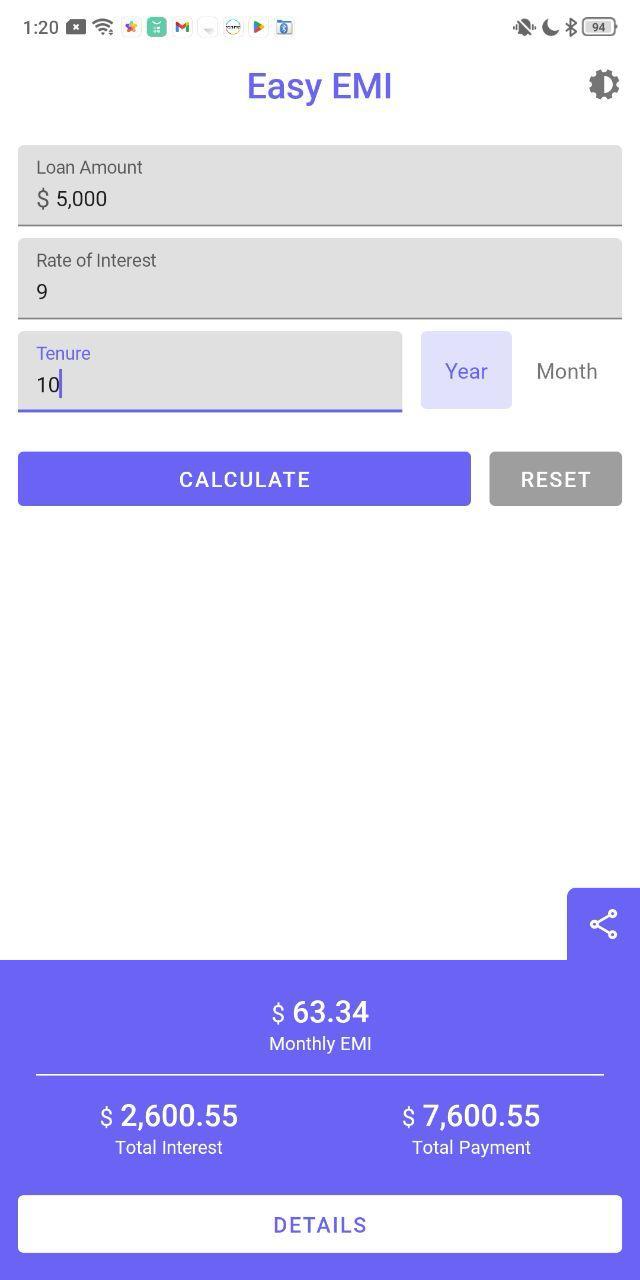 1:20
94
Easy EMI
Loan Amount
$ 5,000
Rate of Interest
9
Tenure
10
Year Month
CALCULATE RESET
$ 63.34
Monthly EMI
$ 2,600.55 $ 7,600.55
Total Interest Total Payment
DETAILS